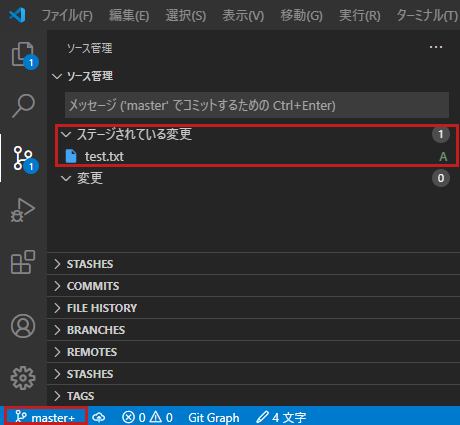 ファイル(F) 編集(E) 選択(S) 表示(V) 移動(G) 実行(R) ターミナル(T)
1
ソース管理 ...
ソース管理
メッセージ ('master' でコミットするための Ctrl+Enter)
ステージされている変更 1
test.txt A
1
変更 0
STASHES
COMMITS
FILE HISTORY
BRANCHES
REMOTES
STASHES
TAGS
master+ 0 0 Git Graph 4 文字